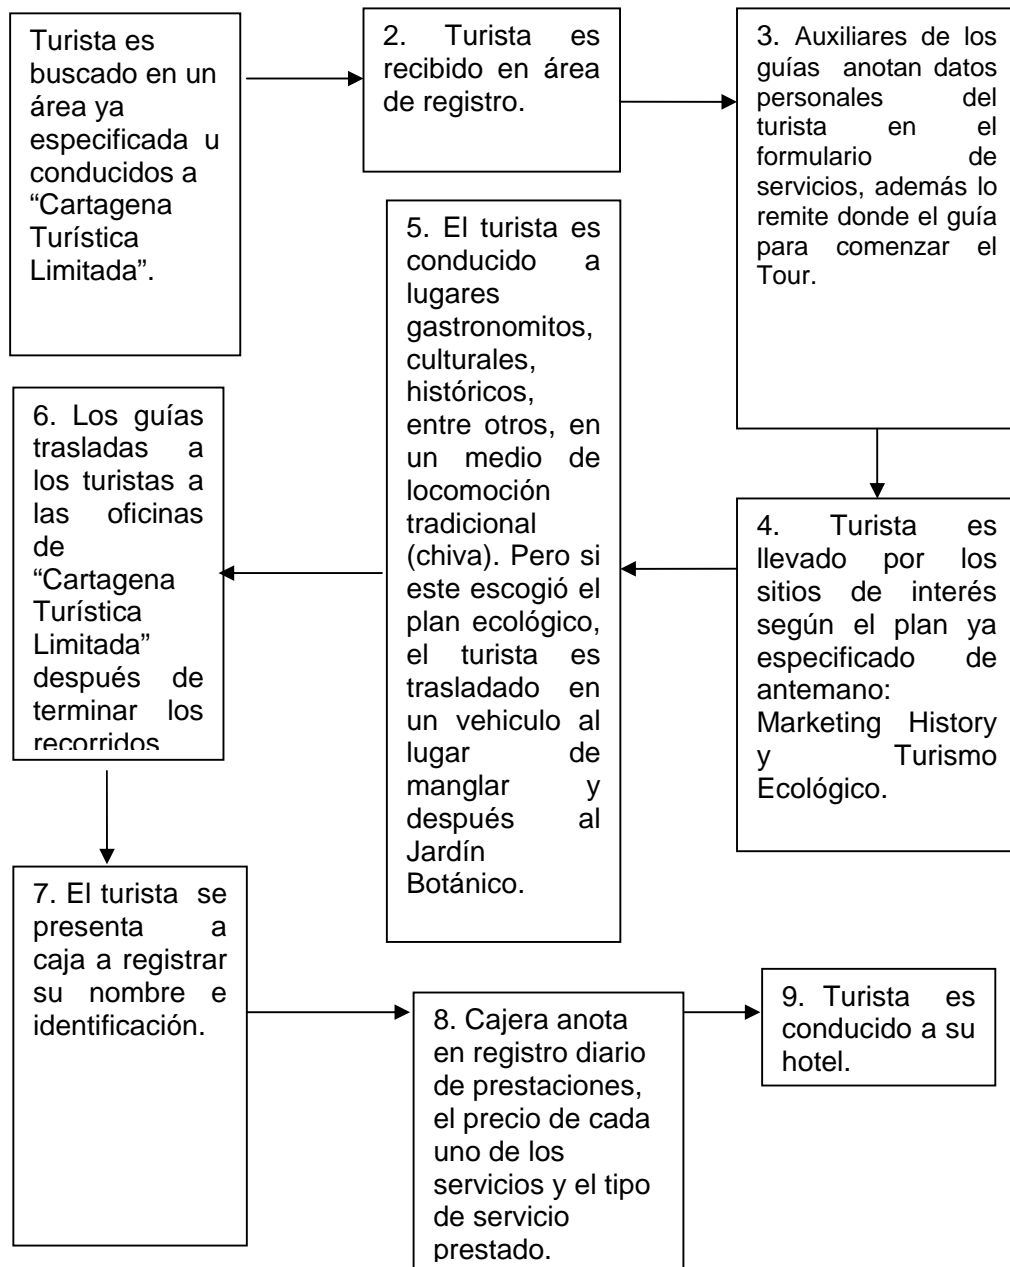 Turista es
buscado en un
área ya
especificada u
conducidos a
“Cartagena
Turística
Limitada”.
2. Turista es
recibido en área
de registro.
3. Auxiliares de los
guías anotan datos
personales del
turista en el
formulario de
servicios, además lo
remite donde el guía
para comenzar el
Tour.
4. Turista es
llevado por los
sitios de interés
según el plan ya
especificado de
antemano:
Marketing History
y Turismo
Ecológico.
5. El turista es
conducido a
lugares
gastronomitos,
culturales,
históricos,
entre otros, en
un medio de
locomoción
tradicional
(chiva). Pero si
este escogió el
plan ecológico,
el turista es
trasladado en
un vehiculo al
lugar de
manglar y
después al
Jardín
Botánico.
6. Los guías
trasladas a
los turistas a
las oficinas
de
“Cartagena
Turística
Limitada”
después de
terminar los
recorridos
7. El turista se
presenta a
caja a registrar
su nombre e
identificación.
8. Cajera anota
en registro diario
de prestaciones,
el precio de cada
uno de los
servicios y el tipo
de servicio
prestado.
9. Turista es
conducido a su
hotel.